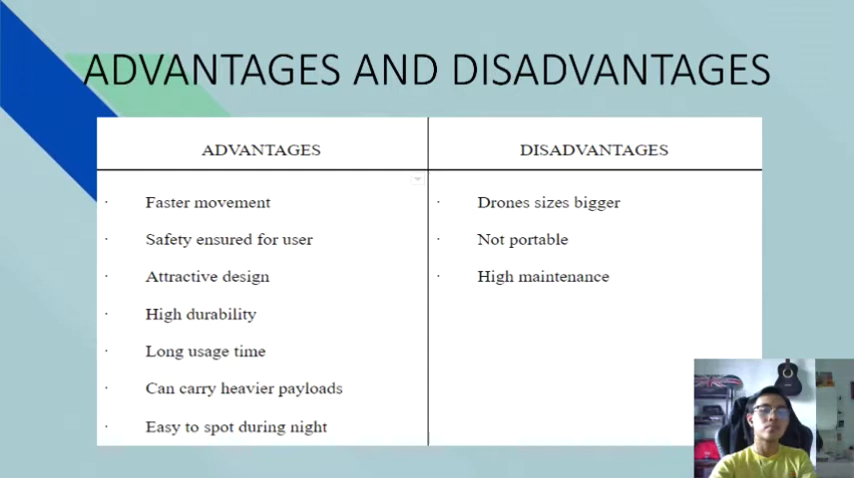 ADVANTAGES AND DISADVANTAGES
ADVANTAGES
DISADVANTAGES
· Faster movement
· Safety ensured for user
· Attractive design
· High durability
· Long usage time
· Can carry heavier payloads
· Easy to spot during night
· Drones sizes bigger
· Not portable
· High maintenance